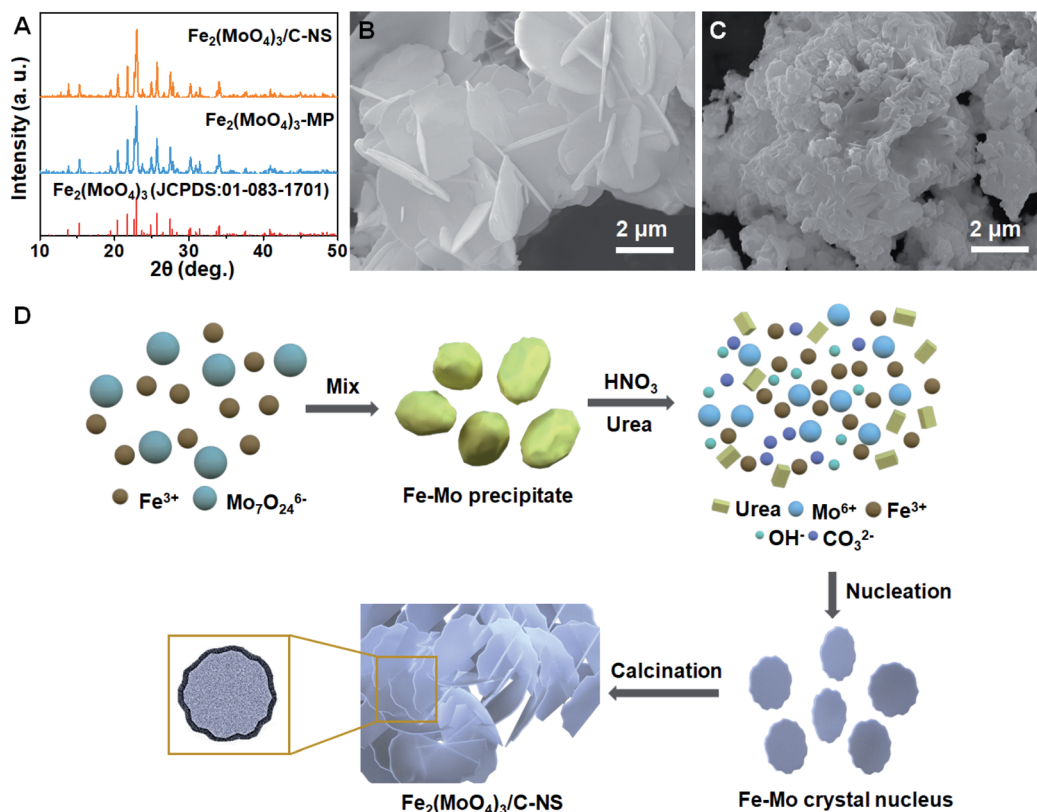 A
Intensity (a. u.)
Fe₂(MoO₄)₃/C-NS
Fe₂(MoO₄)₃-MP
Fe₂(MoO₄)₃ (JCPDS:01-083-1701)
10 20 30 40 50
2θ (deg.)
B
2 μm
C
2 μm
D
Mix
HNO₃
Urea
Fe³⁺ Mo₇O₂₄⁶⁻
Fe-Mo precipitate
Urea Mo⁶⁺ Fe³⁺
OH⁻ CO₃²⁻
Nucleation
Calcination
Fe₂(MoO₄)₃/C-NS
Fe-Mo crystal nucleus